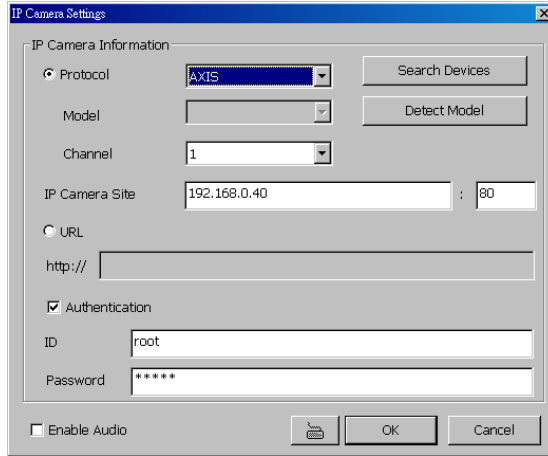 IP Camera Settings
IP Camera Information
Protocol AXIS Search Devices
Model Detect Model
Channel 1
IP Camera Site 192.168.0.40 : 80
URL
http://
Authentication
ID root
Password *****
Enable Audio OK Cancel